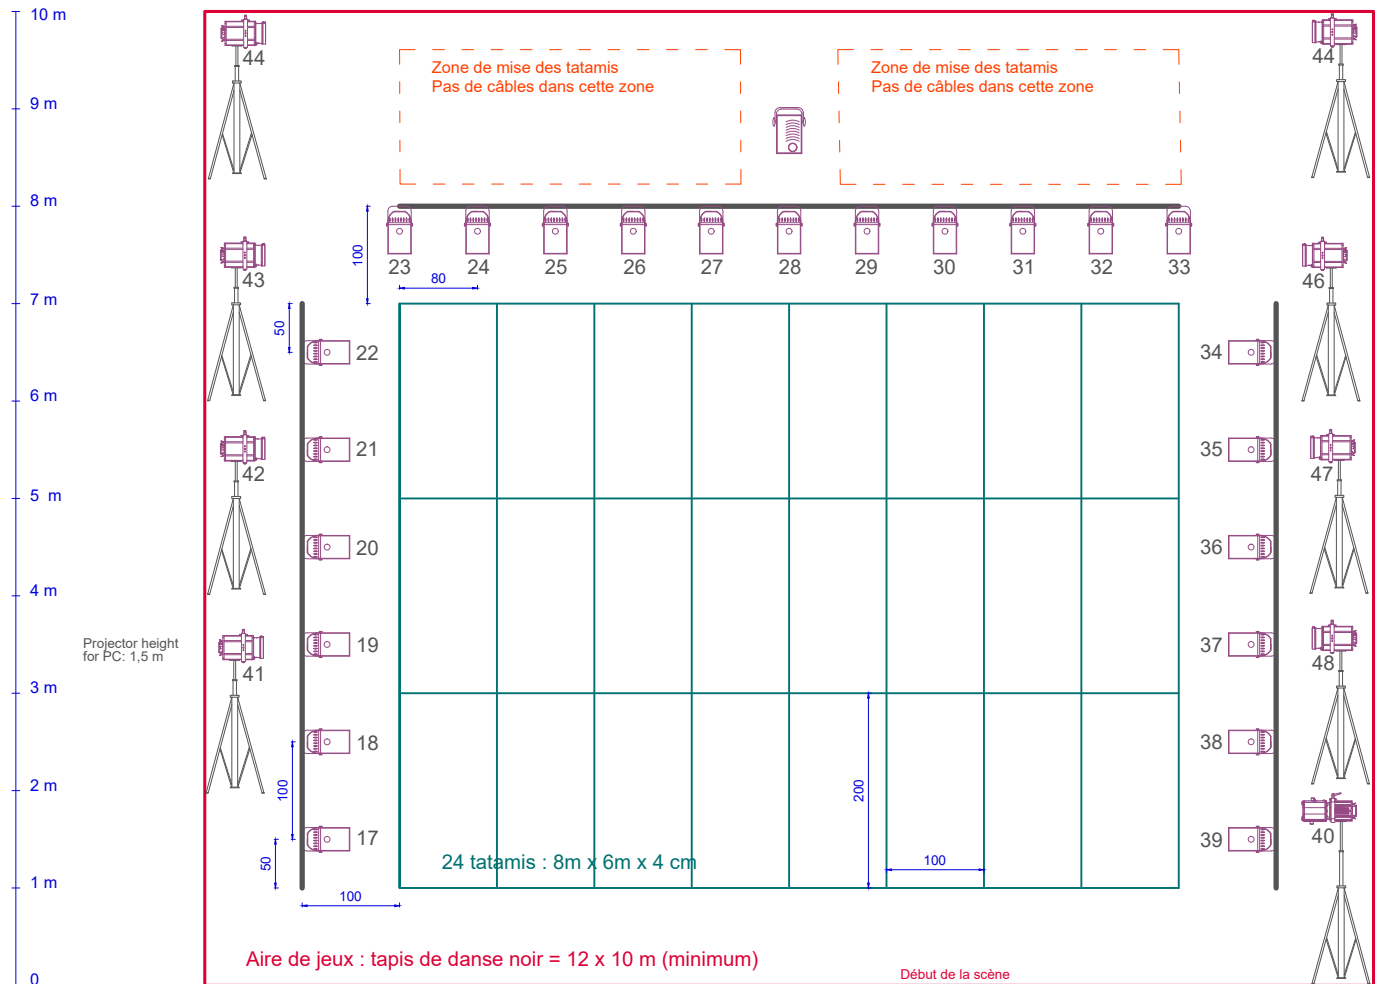 10 m
44
44
Zone de mise des tatamis
Pas de câbles dans cette zone
Zone de mise des tatamis
Pas de câbles dans cette zone
9 m
8 m
100
23
24
25
26
27
28
29
30
31
32
33
80
43
46
7 m
50
22
34
6 m
21
35
42
47
5 m
20
36
4 m
Projector height
for PC: 1,5 m
19
37
41
48
3 m
18
38
100
200
2 m
17
39
40
50
24 tatamis : 8m x 6m x 4 cm
100
1 m
100
Aire de jeux : tapis de danse noir = 12 x 10 m (minimum)
Début de la scène
0